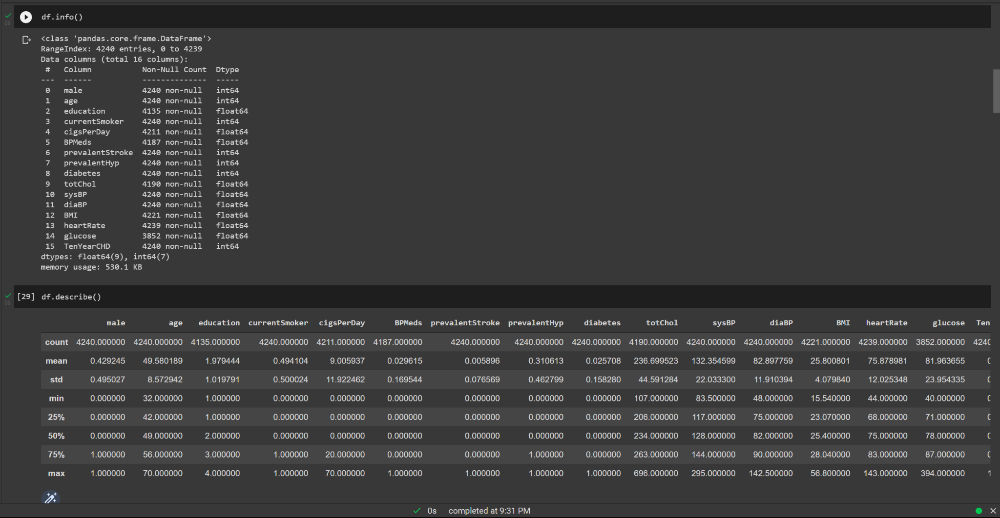 df.info()
0s
<class 'pandas.core.frame.DataFrame'>
RangeIndex: 4240 entries, 0 to 4239
Data columns (total 16 columns):
#   Column   Non-Null Count   Dtype
---   ------   --------------   -----
0   male   4240 non-null   int64
1   age   4240 non-null   int64
2   education   4135 non-null   float64
3   currentSmoker   4240 non-null   int64
4   cigsPerDay   4211 non-null   float64
5   BPMeds   4187 non-null   float64
6   prevalentStroke   4240 non-null   int64
7   prevalentHyp   4240 non-null   int64
8   diabetes   4240 non-null   int64
9   totChol   4190 non-null   float64
10   sysBP   4240 non-null   float64
11   diaBP   4240 non-null   float64
12   BMI   4221 non-null   float64
13   heartRate   4239 non-null   float64
14   glucose   3852 non-null   float64
15   TenYearCHD   4240 non-null   int64
dtypes: float64(9), int64(7)
memory usage: 530.1 KB
[29] df.describe()
0s
male age education currentSmoker cigsPerDay BPMeds prevalentStroke prevalentHyp diabetes totChol sysBP diaBP BMI heartRate glucose Ten
count 4240.000000 4240.000000 4135.000000 4240.000000 4211.000000 4187.000000 4240.000000 4240.000000 4240.000000 4190.000000 4240.000000 4240.000000 4221.000000 4239.000000 3852.000000 4240
mean 0.429245 49.580189 1.979444 0.494104 9.005937 0.029615 0.005896 0.310613 0.025708 236.699523 132.354599 82.897759 25.800801 75.878981 81.963655 0
std 0.495027 8.572942 1.019791 0.500024 11.922462 0.169544 0.076569 0.462799 0.158280 44.591284 22.033300 11.910394 4.079840 12.025348 23.954335 0
min 0.000000 32.000000 1.000000 0.000000 0.000000 0.000000 0.000000 0.000000 0.000000 107.000000 83.500000 48.000000 15.540000 44.000000 40.000000 0
25% 0.000000 42.000000 1.000000 0.000000 0.000000 0.000000 0.000000 0.000000 0.000000 206.000000 117.000000 75.000000 23.070000 68.000000 71.000000 0
50% 0.000000 49.000000 2.000000 0.000000 0.000000 0.000000 0.000000 0.000000 0.000000 234.000000 128.000000 82.000000 25.400000 75.000000 78.000000 0
75% 1.000000 56.000000 3.000000 1.000000 20.000000 0.000000 0.000000 1.000000 0.000000 263.000000 144.000000 90.000000 28.040000 83.000000 87.000000 0
max 1.000000 70.000000 4.000000 1.000000 70.000000 1.000000 1.000000 1.000000 1.000000 696.000000 295.000000 142.500000 56.800000 143.000000 394.000000 1
0s completed at 9:31 PM